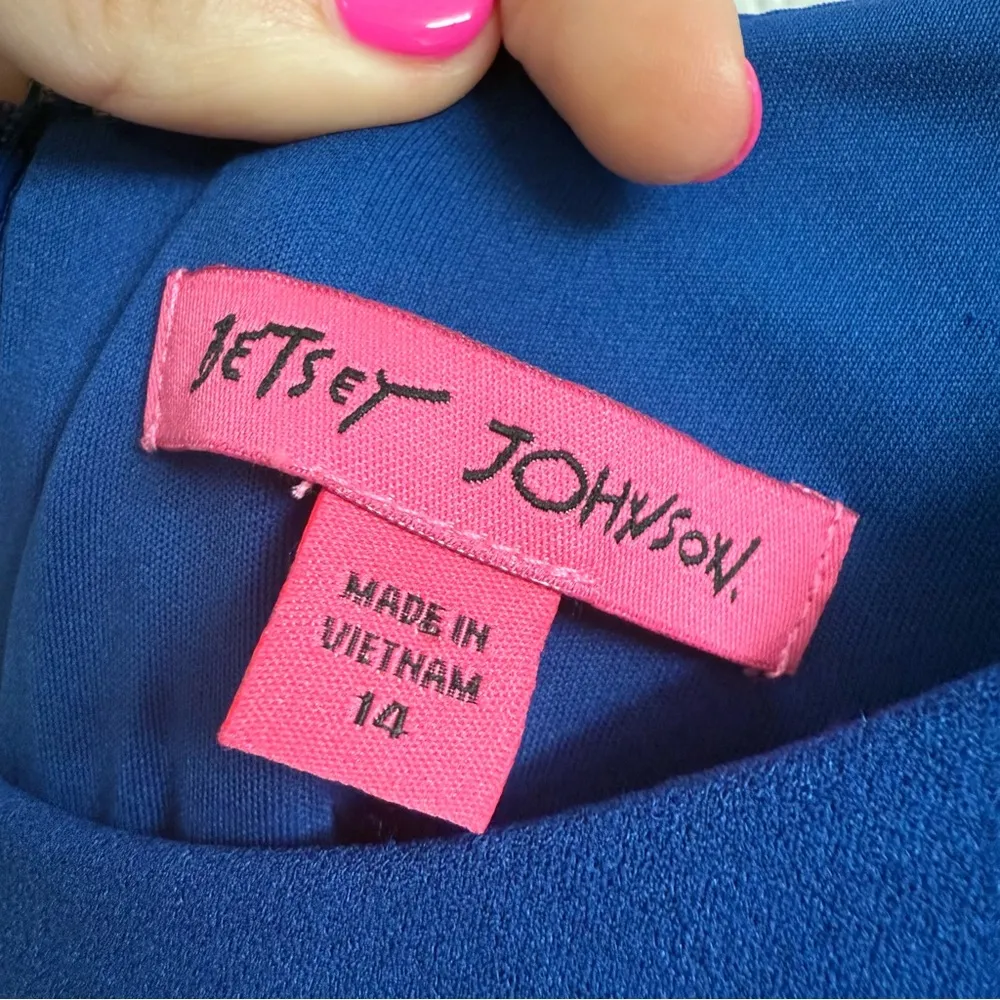 BETSEY JOHNSON.
MADE IN
VIETNAM
14